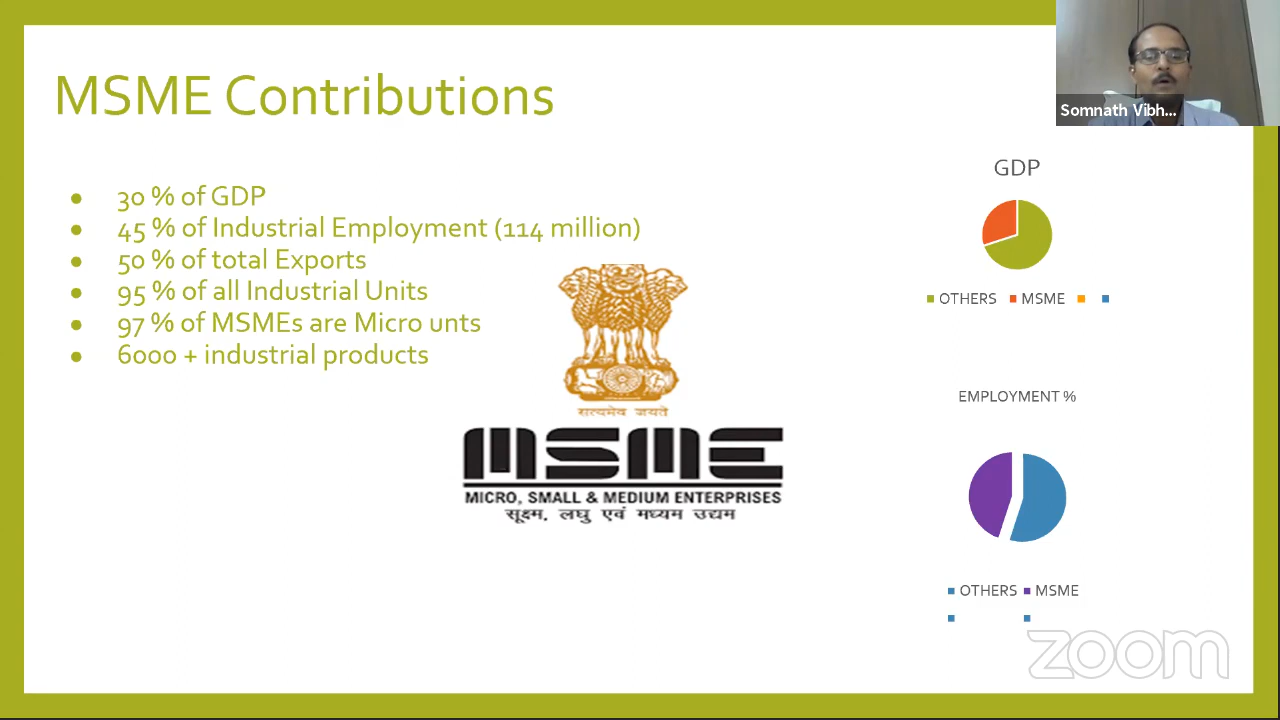 MSME Contributions
Somnath Vibh...
● 30 % of GDP
● 45 % of Industrial Employment (114 million)
● 50 % of total Exports
● 95 % of all Industrial Units
● 97 % of MSMEs are Micro unts
● 6000 + industrial products
सत्यमेव जयते
MSME
MICRO, SMALL & MEDIUM ENTERPRISES
सूक्ष्म, लघु एवं मध्यम उद्यम
GDP
OTHERS MSME
EMPLOYMENT %
OTHERS MSME
zoom